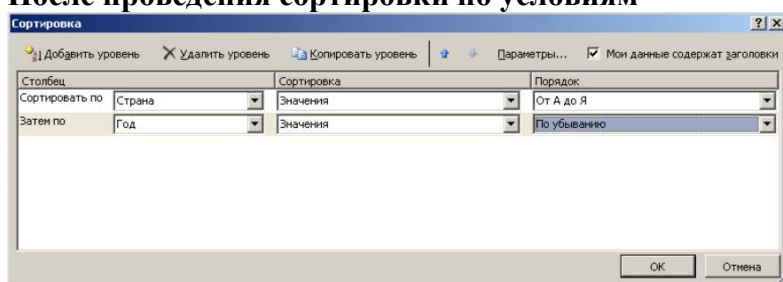 После проведения сортировки по условиям
Сортировка
Добавить уровень Удалить уровень Копировать уровень Параметры... Мои данные содержат заголовки
Столбец Сортировка Порядок
Сортировать по Страна Значения От А до Я
Затем по Год Значения По убыванию
ОК Отмена